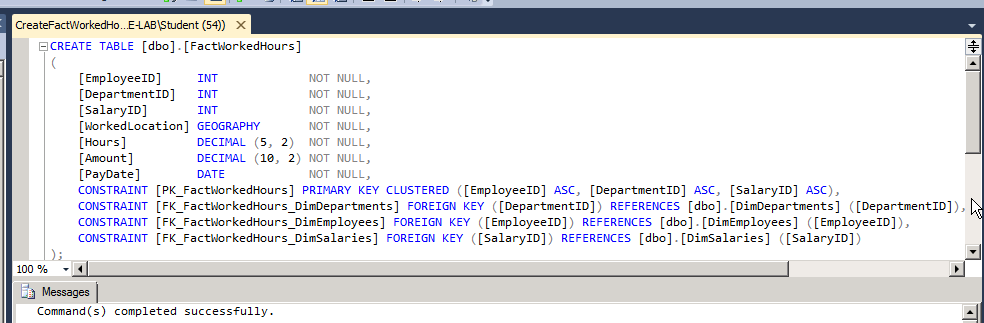 CreateFactWorkedHo...E-LAB\Student (54))
CREATE TABLE [dbo].[FactWorkedHours]
(
[EmployeeID] INT NOT NULL,
[DepartmentID] INT NOT NULL,
[SalaryID] INT NOT NULL,
[WorkedLocation] GEOGRAPHY NOT NULL,
[Hours] DECIMAL (5, 2) NOT NULL,
[Amount] DECIMAL (10, 2) NOT NULL,
[PayDate] DATE NOT NULL,
CONSTRAINT [PK_FactWorkedHours] PRIMARY KEY CLUSTERED ([EmployeeID] ASC, [DepartmentID] ASC, [SalaryID] ASC),
CONSTRAINT [FK_FactWorkedHours_DimDepartments] FOREIGN KEY ([DepartmentID]) REFERENCES [dbo].[DimDepartments] ([DepartmentID]),
CONSTRAINT [FK_FactWorkedHours_DimEmployees] FOREIGN KEY ([EmployeeID]) REFERENCES [dbo].[DimEmployees] ([EmployeeID]),
CONSTRAINT [FK_FactWorkedHours_DimSalaries] FOREIGN KEY ([SalaryID]) REFERENCES [dbo].[DimSalaries] ([SalaryID])
);
100 %
Messages
Command(s) completed successfully.